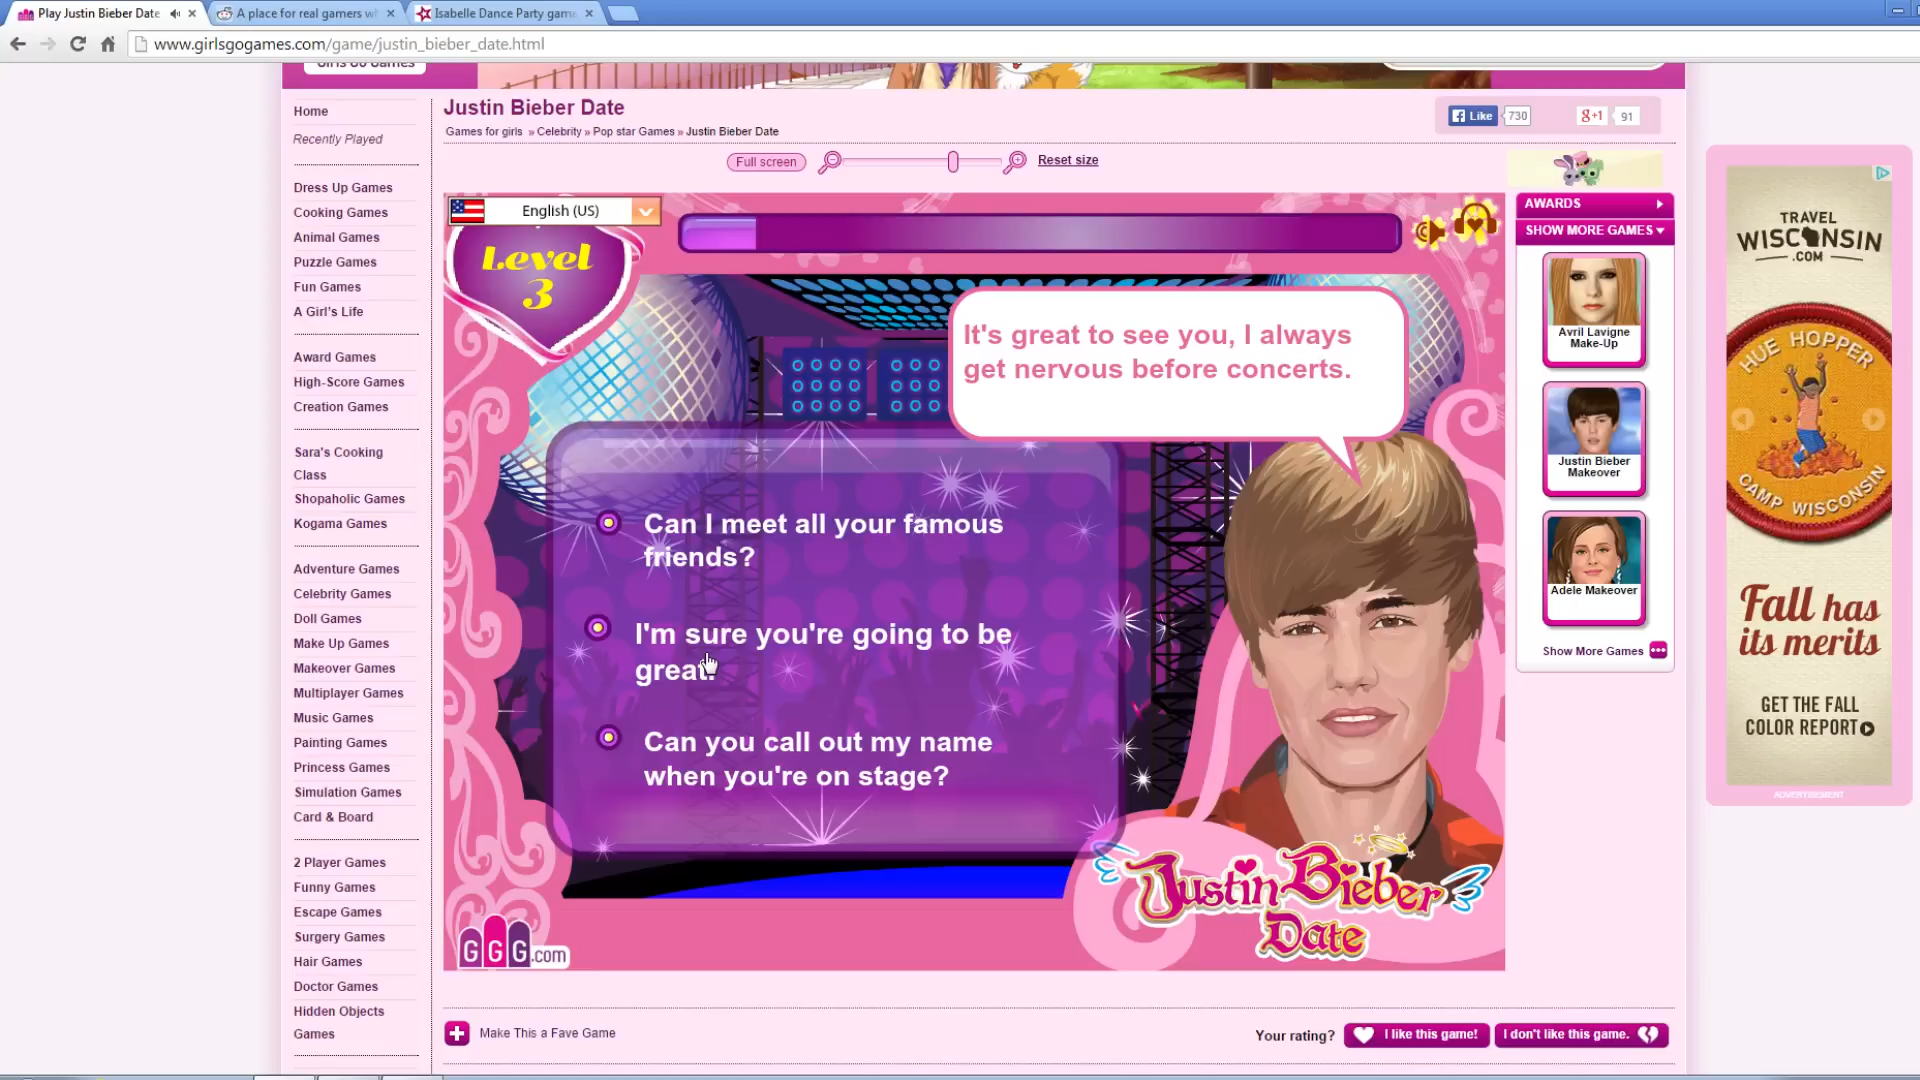 Play Justin Bieber Date
A place for real gamers w
Isabelle Dance Party gam
www.girlsgogames.com/game/justin_bieber_date.html
Girls Go Games
Home
Recently Played
Dress Up Games
Cooking Games
Animal Games
Puzzle Games
Fun Games
A Girl's Life
Award Games
High-Score Games
Creation Games
Sara's Cooking
Class
Shopaholic Games
Kogama Games
Adventure Games
Celebrity Games
Doll Games
Make Up Games
Makeover Games
Multiplayer Games
Music Games
Painting Games
Princess Games
Simulation Games
Card & Board
2 Player Games
Funny Games
Escape Games
Surgery Games
Hair Games
Doctor Games
Hidden Objects
Games
Justin Bieber Date
Games for girls » Celebrity » Pop star Games » Justin Bieber Date
Like 730
g+1 91
Full screen
Reset size
English (US)
Level
3
It's great to see you, I always
get nervous before concerts.
Can I meet all your famous
friends?
I'm sure you're going to be
great!
Can you call out my name
when you're on stage?
Justin Bieber
Date
GGG.com
Make This a Fave Game
Your rating?
I like this game!
I don't like this game.
AWARDS
SHOW MORE GAMES
Avril Lavigne
Make-Up
Justin Bieber
Makeover
Adele Makeover
Show More Games
TRAVEL
WISCONSIN
.COM
HUE HOPPER
CAMP WISCONSIN
Fall has
its merits
GET THE FALL
COLOR REPORT
ADVERTISEMENT